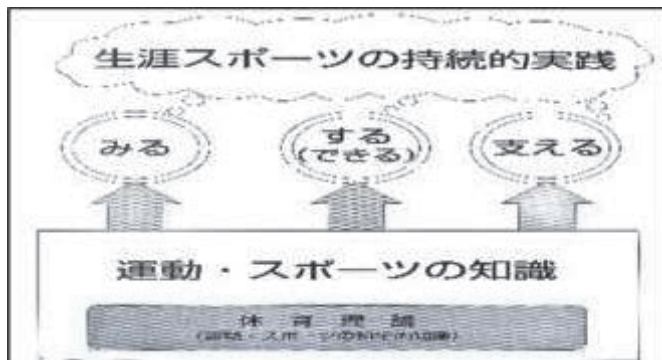 生涯スポーツの持続的実践
みる
する
(できる)
支える
運動・スポーツの知識
体育理論